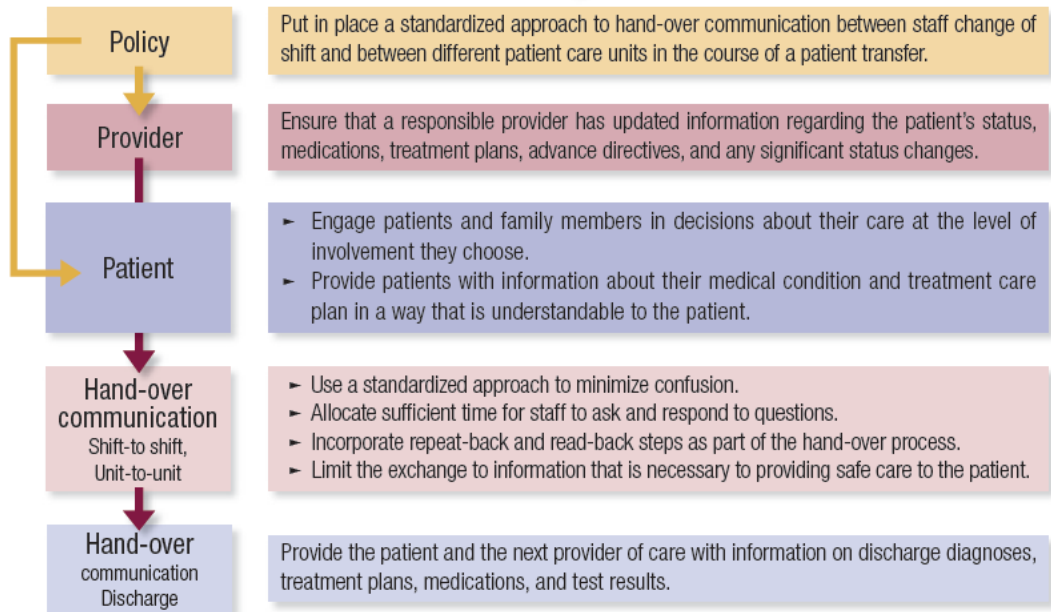 Policy
Put in place a standardized approach to hand-over communication between staff change of
shift and between different patient care units in the course of a patient transfer.
Provider
Ensure that a responsible provider has updated information regarding the patient's status,
medications, treatment plans, advance directives, and any significant status changes.
Patient
► Engage patients and family members in decisions about their care at the level of
involvement they choose.
► Provide patients with information about their medical condition and treatment care
plan in a way that is understandable to the patient.
Hand-over
communication
Shift-to shift,
Unit-to-unit
► Use a standardized approach to minimize confusion.
► Allocate sufficient time for staff to ask and respond to questions.
► Incorporate repeat-back and read-back steps as part of the hand-over process.
► Limit the exchange to information that is necessary to providing safe care to the patient.
Hand-over
communication
Discharge
Provide the patient and the next provider of care with information on discharge diagnoses,
treatment plans, medications, and test results.